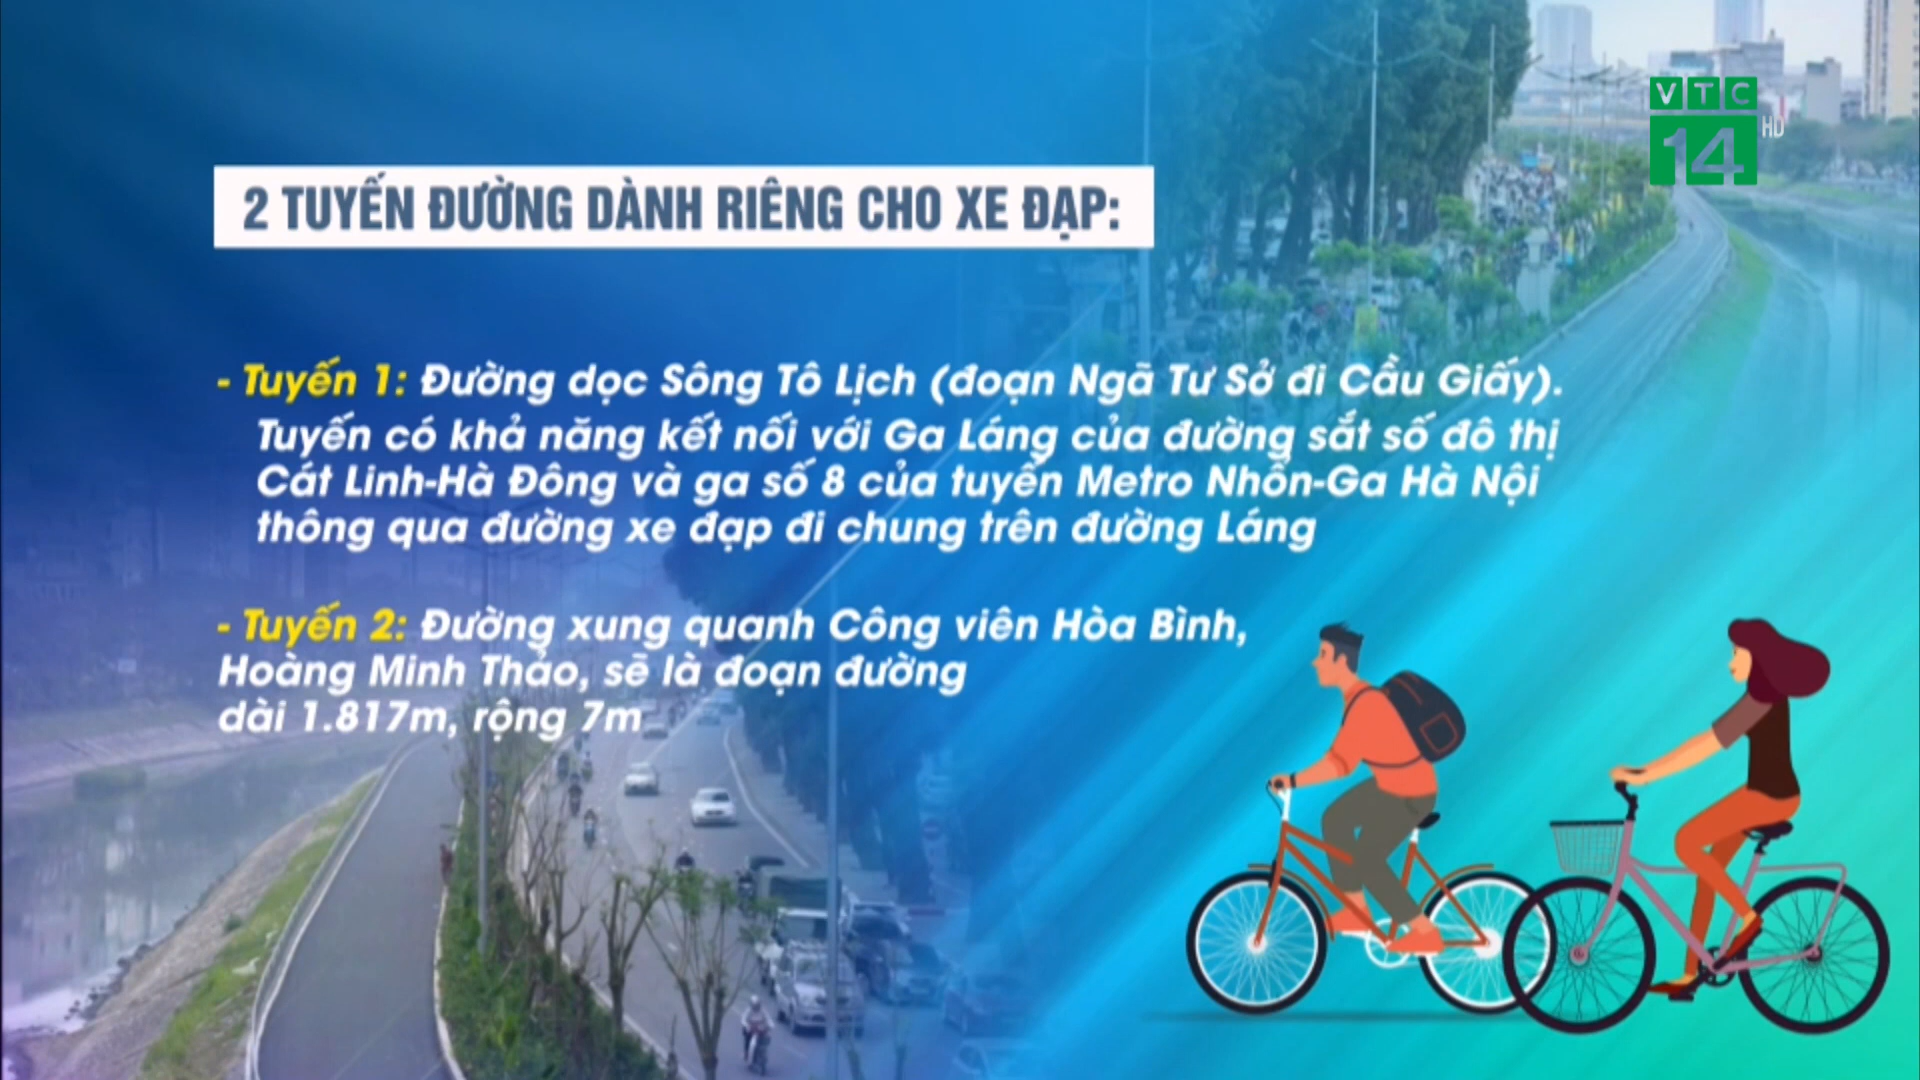 VTC
14 HD
2 TUYẾN ĐƯỜNG DÀNH RIÊNG CHO XE ĐẠP:
- Tuyến 1: Đường dọc Sông Tô Lịch (đoạn Ngã Tư Sở đi Cầu Giấy).
Tuyến có khả năng kết nối với Ga Láng của đường sắt số đô thị
Cát Linh-Hà Đông và ga số 8 của tuyến Metro Nhổn-Ga Hà Nội
thông qua đường xe đạp đi chung trên đường Láng
- Tuyến 2: Đường xung quanh Công viên Hòa Bình,
Hoàng Minh Thảo, sẽ là đoạn đường
dài 1.817m, rộng 7m